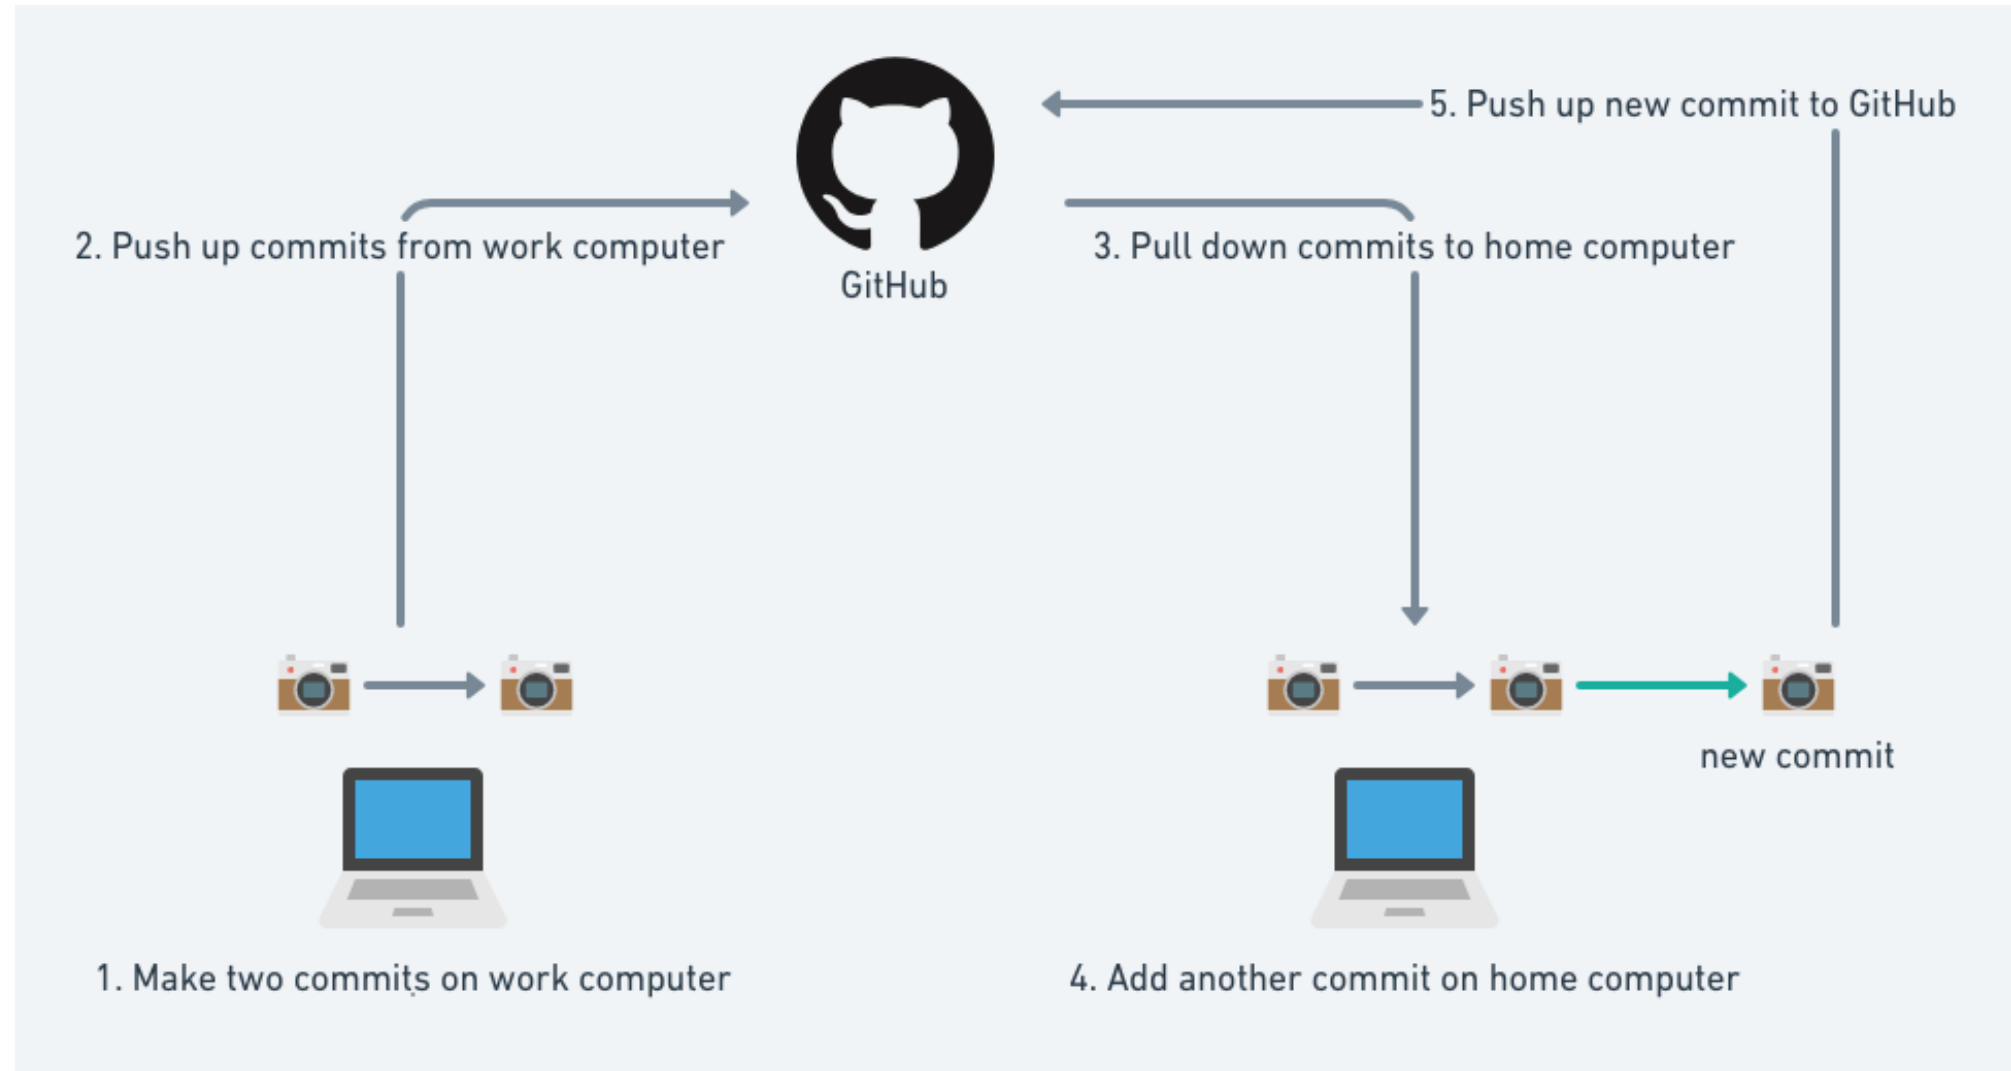 5. Push up new commit to GitHub
2. Push up commits from work computer
3. Pull down commits to home computer
GitHub
new commit
1. Make two commits on work computer
4. Add another commit on home computer